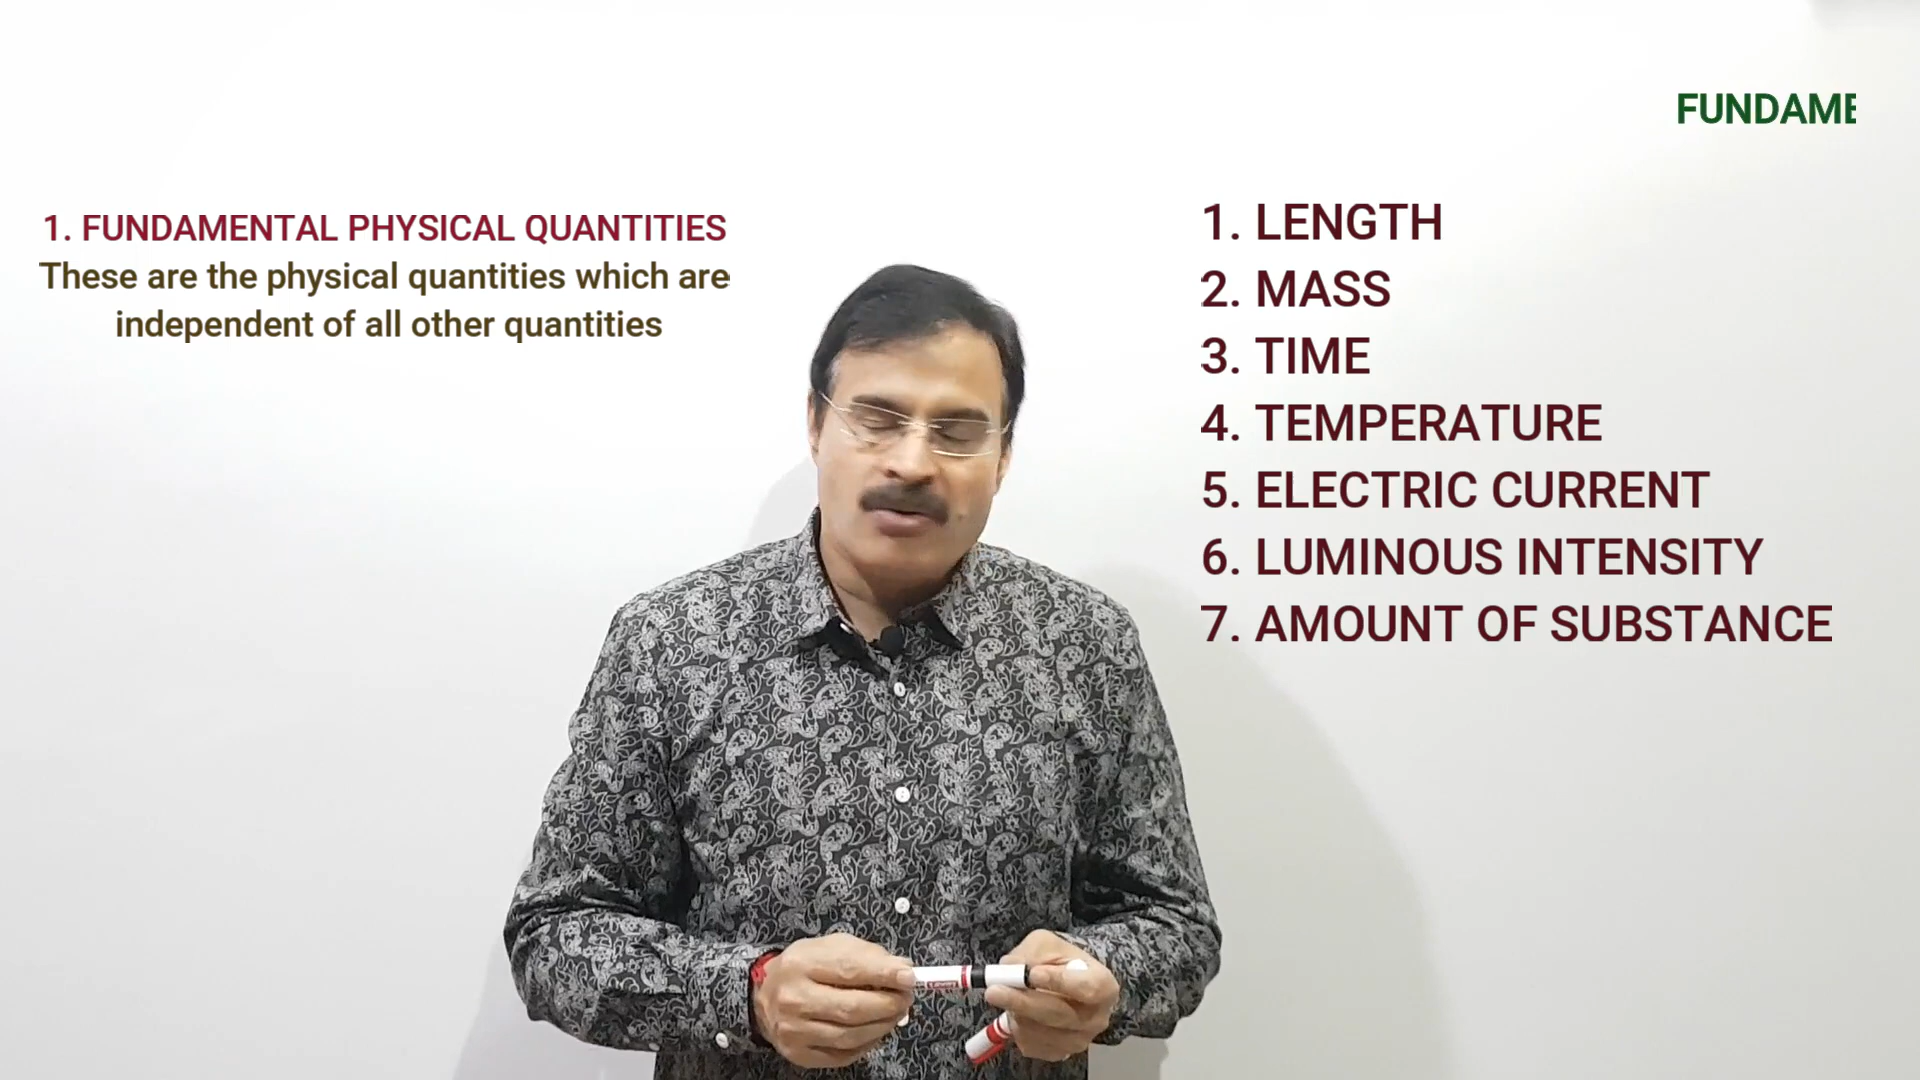 FUNDAME
1. FUNDAMENTAL PHYSICAL QUANTITIES
These are the physical quantities which are
independent of all other quantities
1. LENGTH
2. MASS
3. TIME
4. TEMPERATURE
5. ELECTRIC CURRENT
6. LUMINOUS INTENSITY
7. AMOUNT OF SUBSTANCE